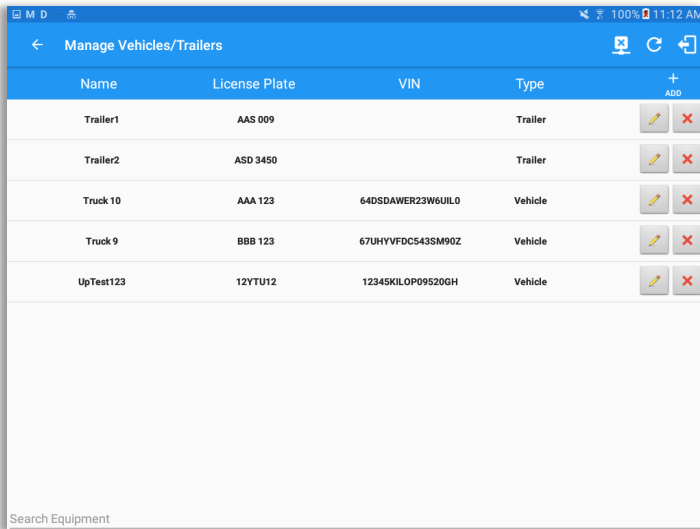 M D 100% 11:12 AM
Manage Vehicles/Trailers
Name License Plate VIN Type ADD
Trailer1 AAS 009 Trailer
Trailer2 ASD 3450 Trailer
Truck 10 AAA 123 64DSDAWER23W6UIL0 Vehicle
Truck 9 BBB 123 67UHYVFDC543SM90Z Vehicle
UpTest123 12YTU12 12345KILOP09520GH Vehicle
Search Equipment